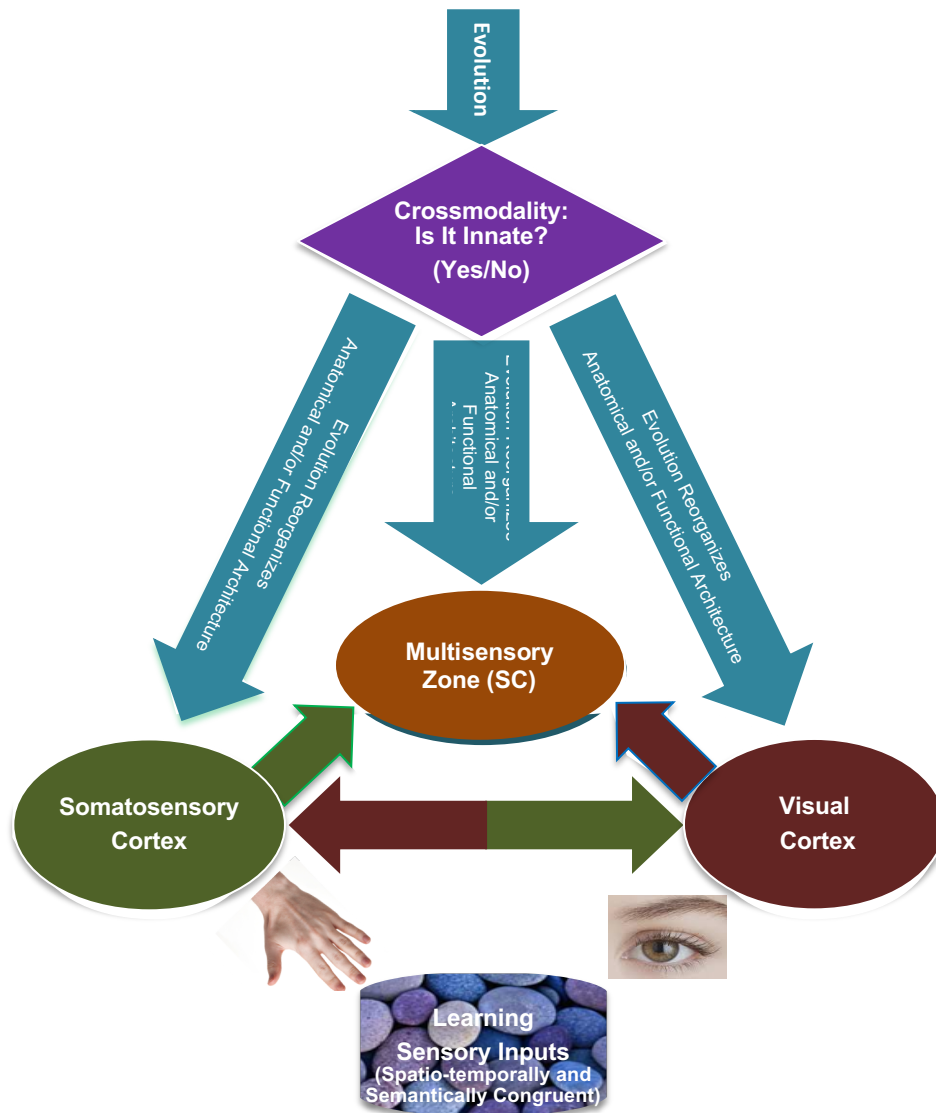 Evolution
Crossmodality:
Is It Innate?
(Yes/No)
Evolution Reorganizes
Anatomical and/or Functional Architecture
Anatomical and/or
Functional
Evolution Reorganizes
Anatomical and/or Functional Architecture
Multisensory
Zone (SC)
Somatosensory
Cortex
Visual
Cortex
Learning
Sensory Inputs
(Spatio-temporally and
Semantically Congruent)